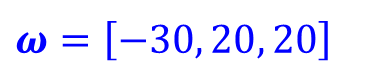 ω = [−30, 20, 20]